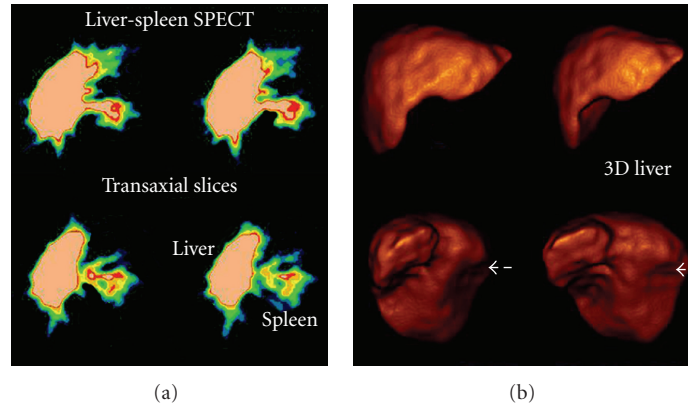 Liver-spleen SPECT
Transaxial slices
Liver
Spleen
3D liver
(a)
(b)